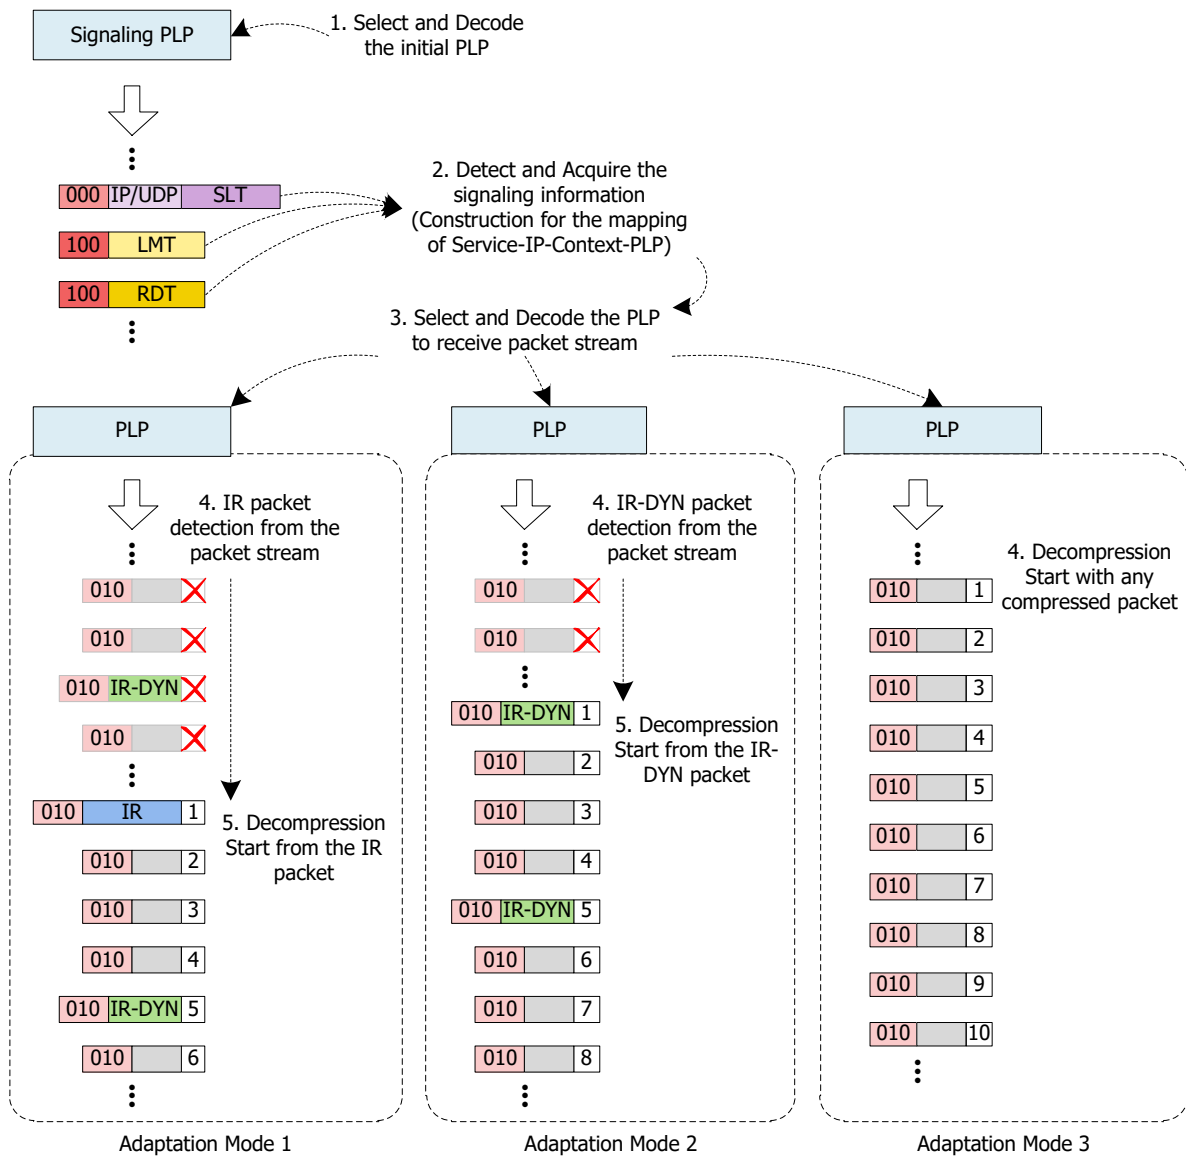 Signaling PLP
1. Select and Decode
the initial PLP
000 IP/UDP SLT
100 LMT
100 RDT
2. Detect and Acquire the
signaling information
(Construction for the mapping
of Service-IP-Context-PLP)
3. Select and Decode the PLP
to receive packet stream
PLP
4. IR packet
detection from the
packet stream
010
010
010 IR-DYN
010
010 IR 1
5. Decompression
Start from the IR
packet
010 2
010 3
010 4
010 IR-DYN 5
010 6
Adaptation Mode 1
PLP
4. IR-DYN packet
detection from the
packet stream
010
010
010 IR-DYN 1
5. Decompression
Start from the IR-
DYN packet
010 2
010 3
010 4
010 IR-DYN 5
010 6
010 7
010 8
Adaptation Mode 2
PLP
4. Decompression
Start with any
compressed packet
010 1
010 2
010 3
010 4
010 5
010 6
010 7
010 8
010 9
010 10
Adaptation Mode 3